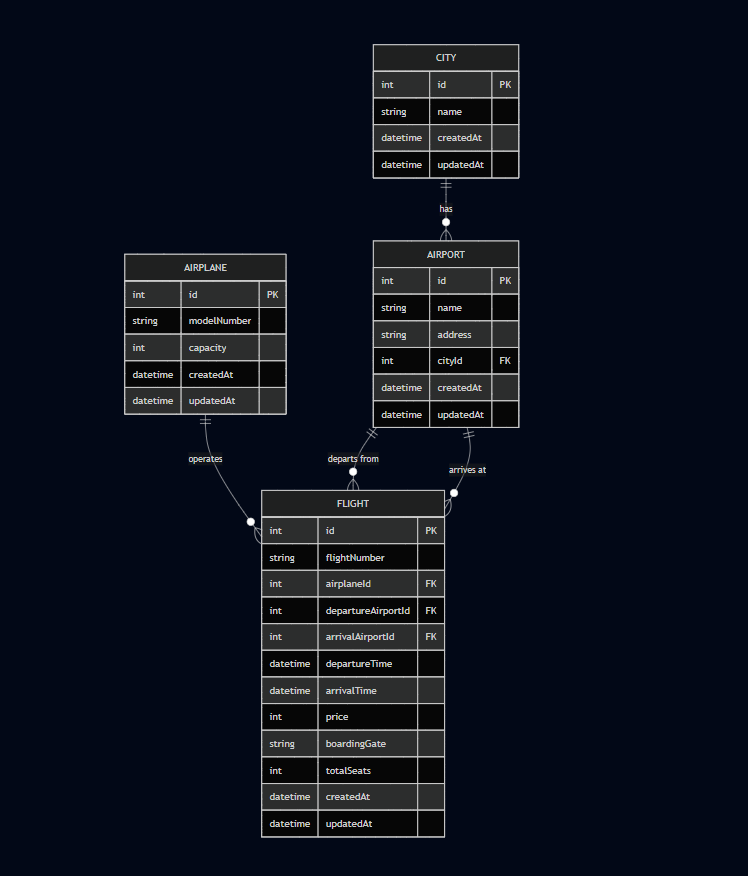 CITY
int id PK
string name
datetime createdAt
datetime updatedAt
has
AIRPORT
int id PK
string name
string address
int cityId FK
datetime createdAt
datetime updatedAt
AIRPLANE
int id PK
string modelNumber
int capacity
datetime createdAt
datetime updatedAt
operates
departs from
arrives at
FLIGHT
int id PK
string flightNumber
int airplaneId FK
int departureAirportId FK
int arrivalAirportId FK
datetime departureTime
datetime arrivalTime
int price
string boardingGate
int totalSeats
datetime createdAt
datetime updatedAt